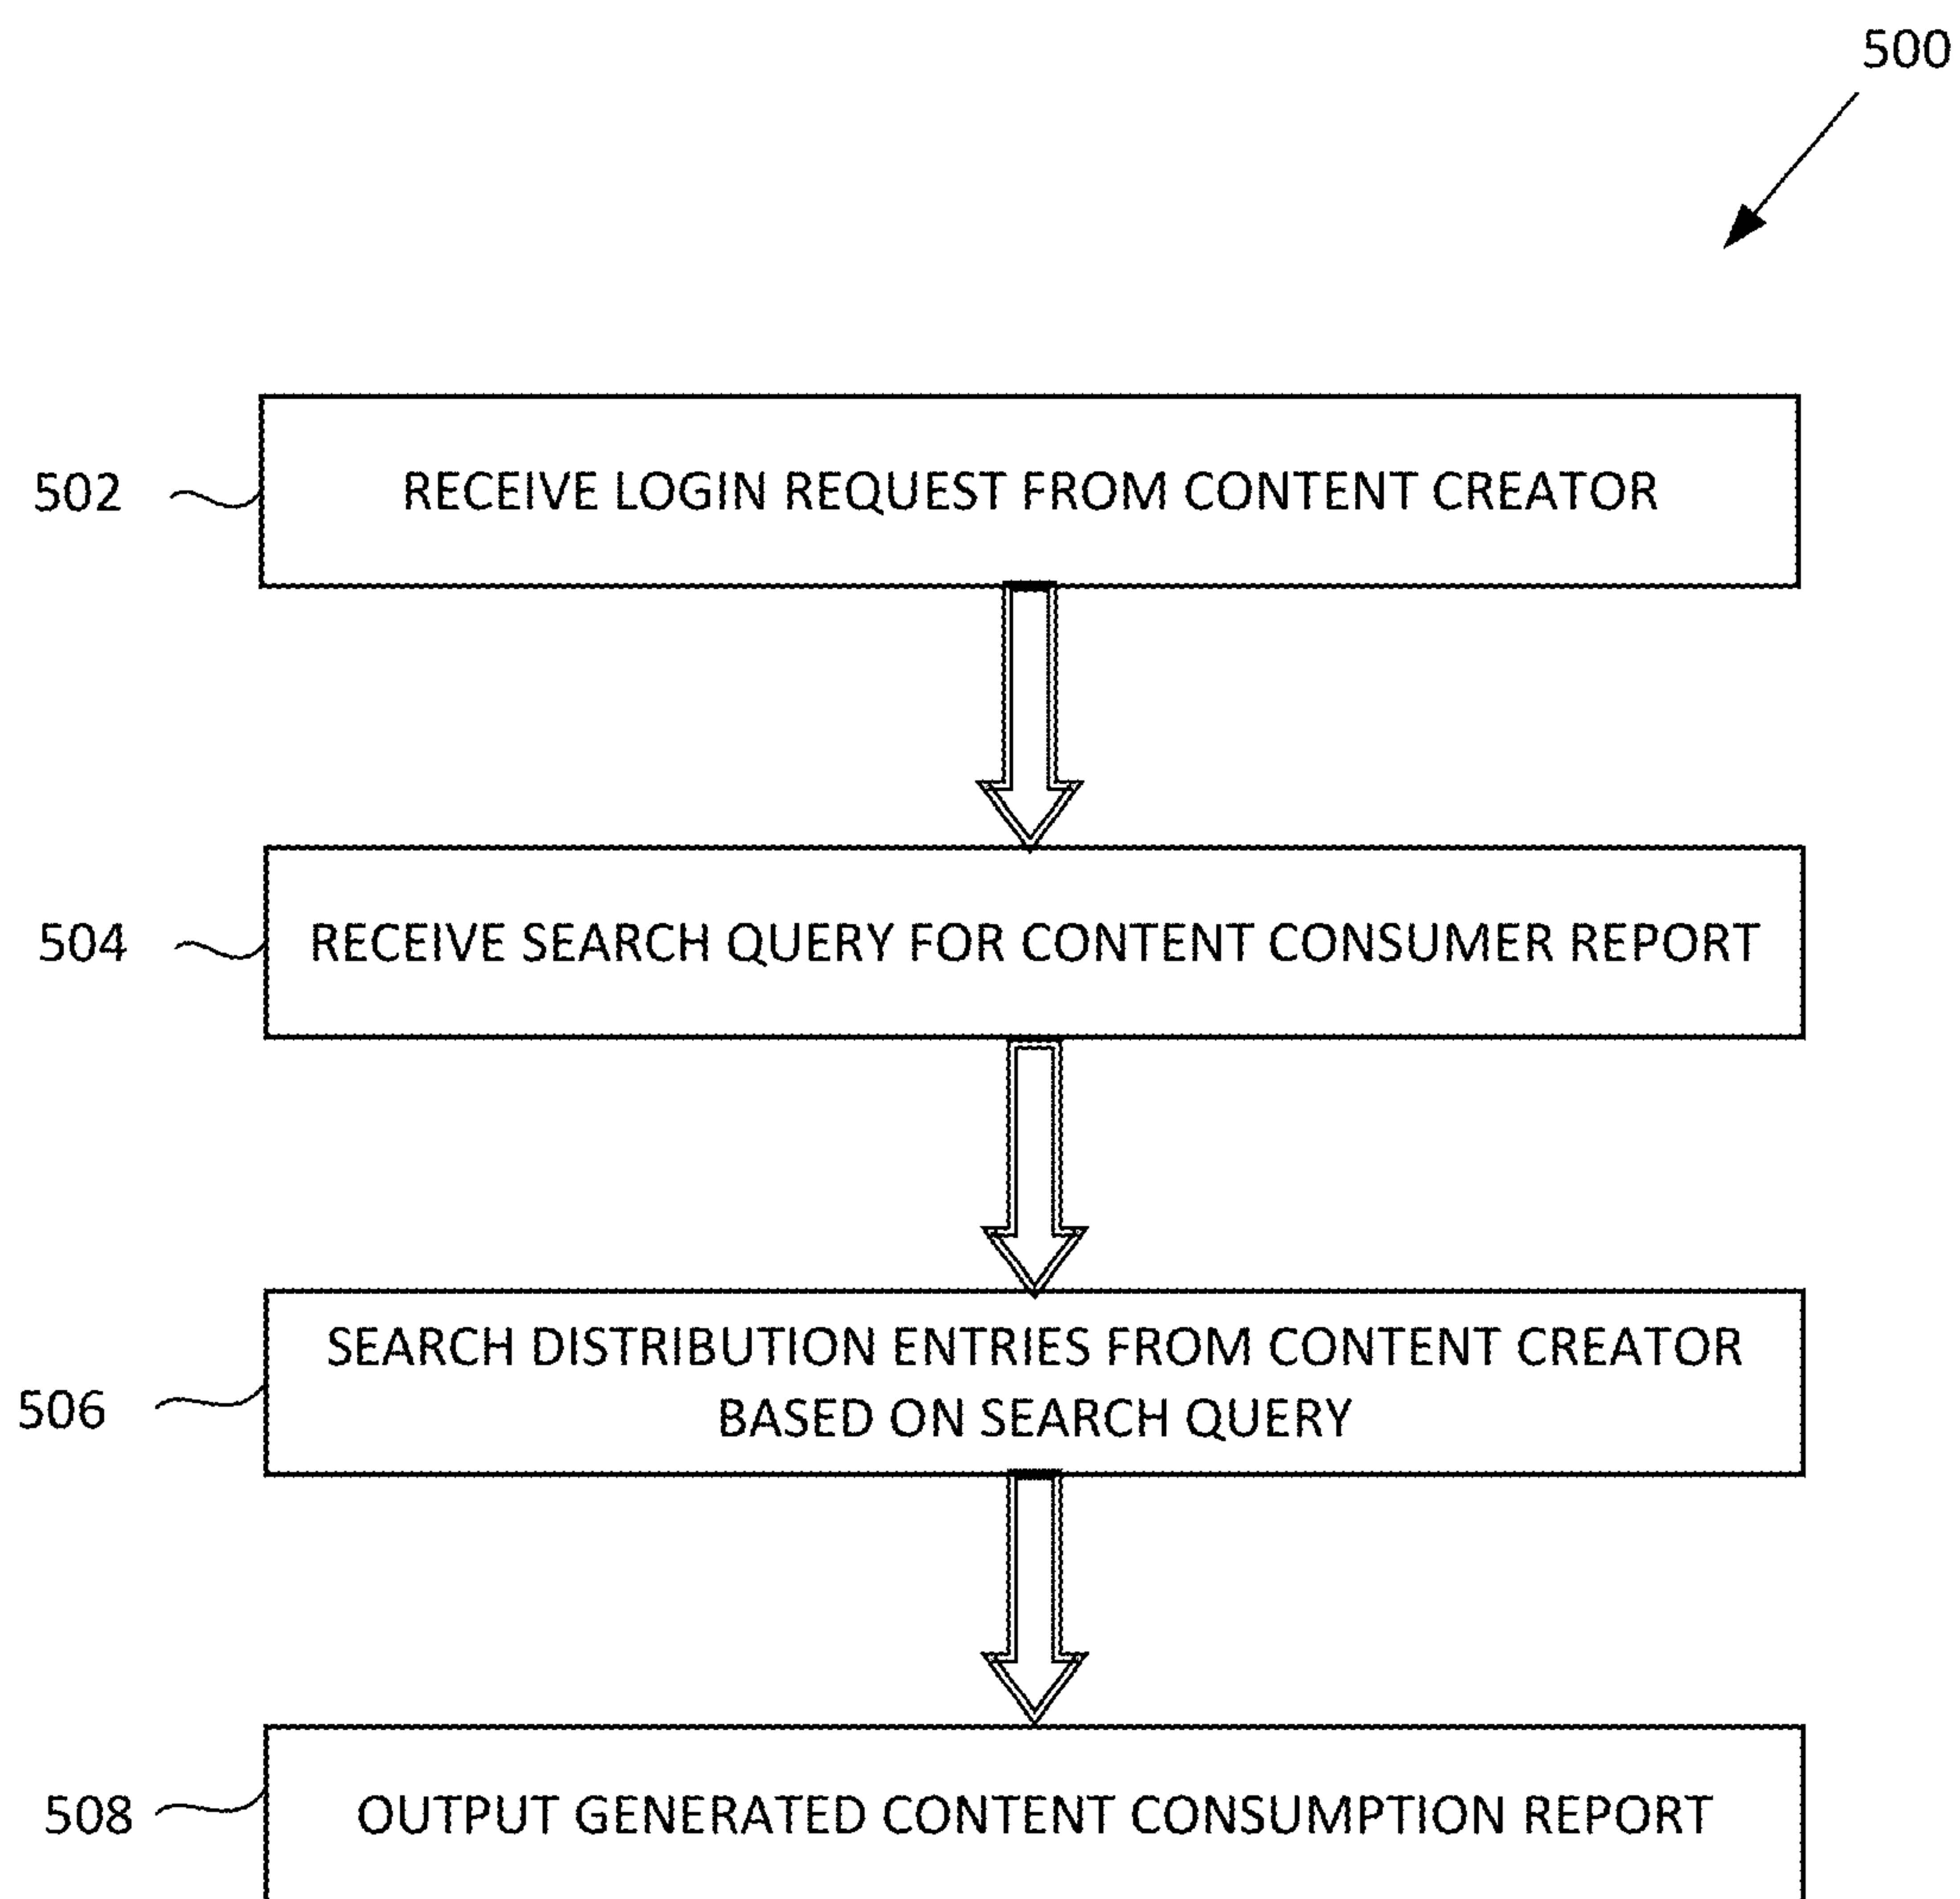 500
502
RECEIVE LOGIN REQUEST FROM CONTENT CREATOR
504
RECEIVE SEARCH QUERY FOR CONTENT CONSUMER REPORT
506
SEARCH DISTRIBUTION ENTRIES FROM CONTENT CREATOR
BASED ON SEARCH QUERY
508
OUTPUT GENERATED CONTENT CONSUMPTION REPORT